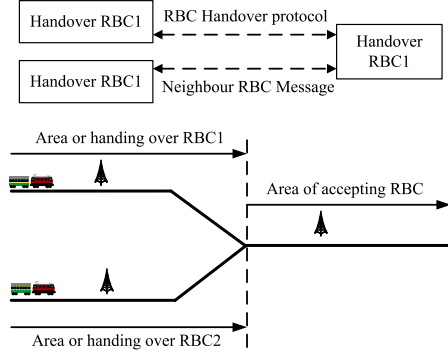 Handover RBC1
RBC Handover protocol
Handover
RBC1
Handover RBC1
Neighbour RBC Message
Area or handing over RBC1
Area of accepting RBC
Area or handing over RBC2